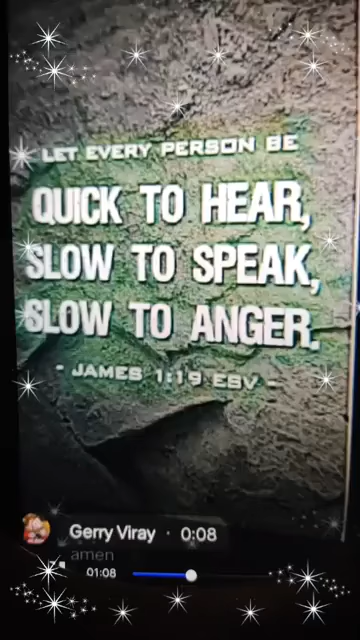 LET EVERY PERSON BE
QUICK TO HEAR,
SLOW TO SPEAK,
SLOW TO ANGER.
- JAMES 1:19 ESV -
Gerry Viray · 0:08
amen
01:08